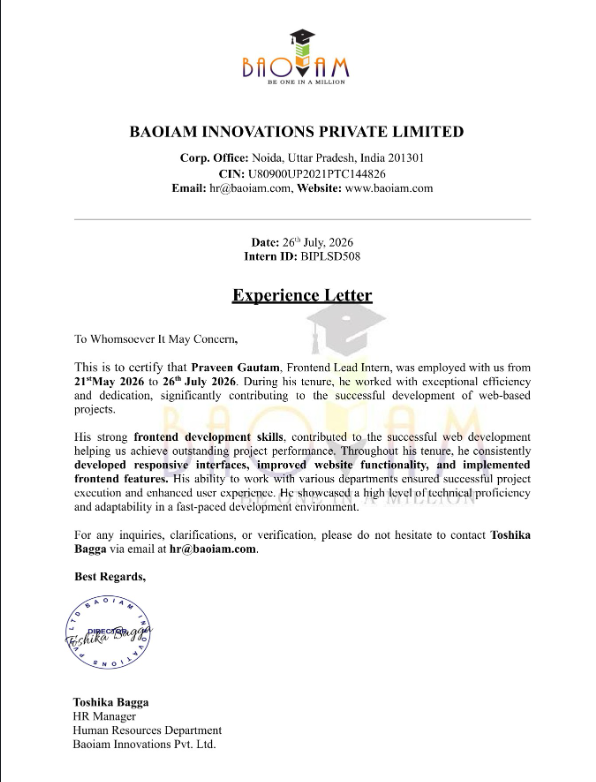 BAOIAM
BE ONE IN A MILLION
BAOIAM INNOVATIONS PRIVATE LIMITED
Corp. Office: Noida, Uttar Pradesh, India 201301
CIN: U80900UP2021PTC144826
Email: hr@baoiam.com, Website: www.baoiam.com
Date: 26th July, 2026
Intern ID: BIPLSD508
Experience Letter
To Whomsoever It May Concern,
This is to certify that Praveen Gautam, Frontend Lead Intern, was employed with us from
21stMay 2026 to 26th July 2026. During his tenure, he worked with exceptional efficiency
and dedication, significantly contributing to the successful development of web-based
projects.
His strong frontend development skills, contributed to the successful web development
helping us achieve outstanding project performance. Throughout his tenure, he consistently
developed responsive interfaces, improved website functionality, and implemented
frontend features. His ability to work with various departments ensured successful project
execution and enhanced user experience. He showcased a high level of technical proficiency
and adaptability in a fast-paced development environment.
For any inquiries, clarifications, or verification, please do not hesitate to contact Toshika
Bagga via email at hr@baoiam.com.
Best Regards,
BAOIAM INNOVATIONS PVT LTD
DIRECTOR
Toshika Bagga
Toshika Bagga
HR Manager
Human Resources Department
Baoiam Innovations Pvt. Ltd.